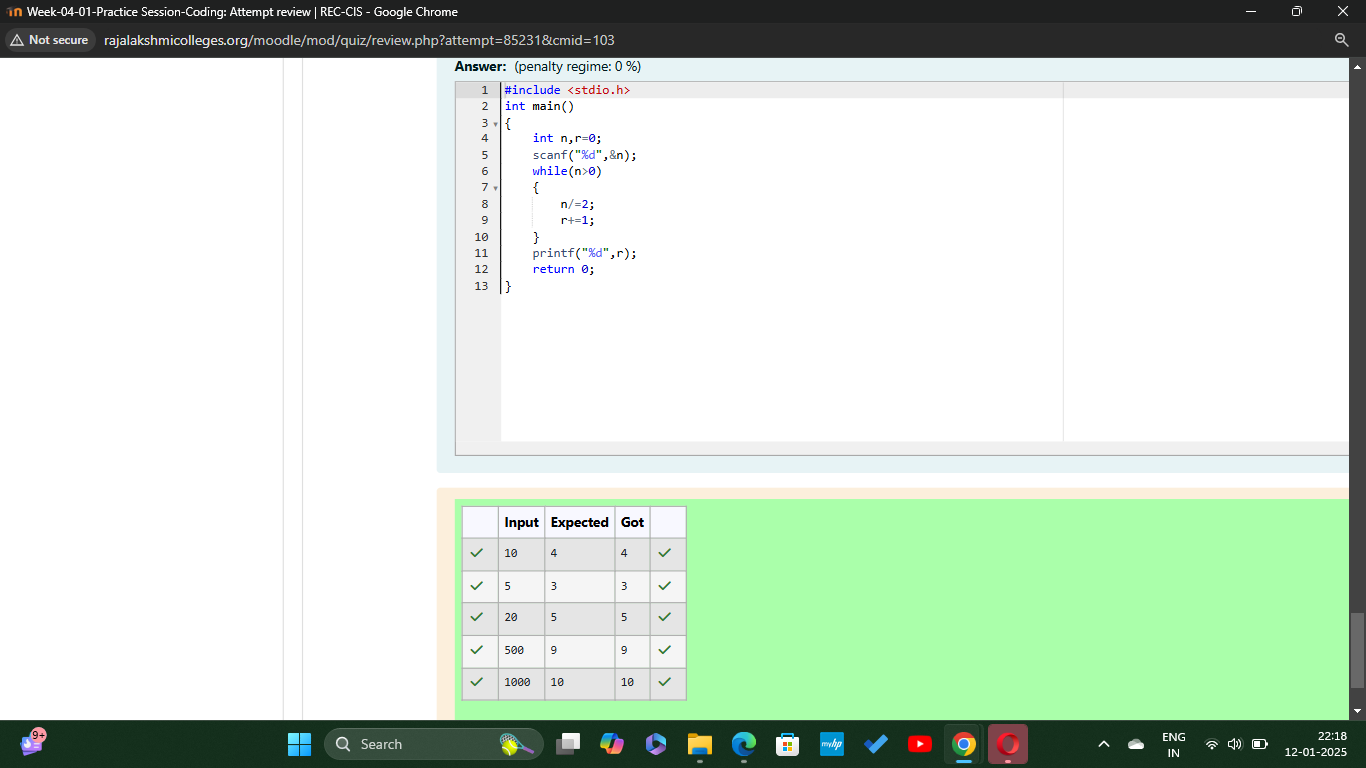 Week-04-01-Practice Session-Coding: Attempt review | REC-CIS - Google Chrome
Not secure rajalakshmicolleges.org/moodle/mod/quiz/review.php?attempt=85231&cmid=103
Answer: (penalty regime: 0 %)
1 #include <stdio.h>
2 int main()
3 {
4 int n,r=0;
5 scanf("%d",&n);
6 while(n>0)
7 {
8 n/=2;
9 r+=1;
10 }
11 printf("%d",r);
12 return 0;
13 }
Input Expected Got
10 4 4
5 3 3
20 5 5
500 9 9
1000 10 10
9+
Search
myhp
ENG
IN
22:18
12-01-2025